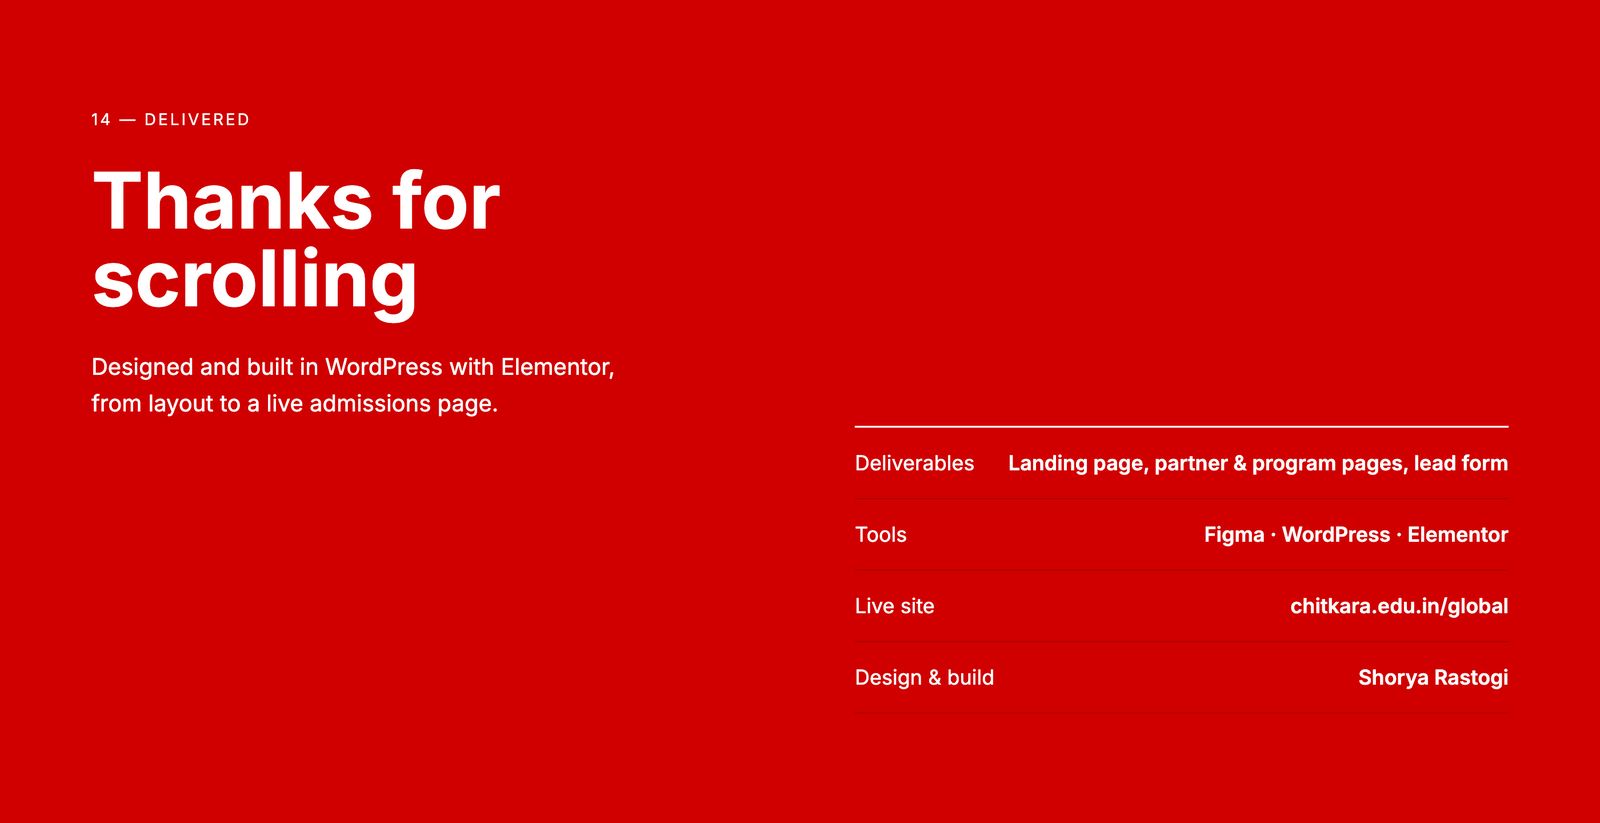 14 — DELIVERED
Thanks for
scrolling
Designed and built in WordPress with Elementor,
from layout to a live admissions page.
Deliverables Landing page, partner & program pages, lead form
Tools Figma · WordPress · Elementor
Live site chitkara.edu.in/global
Design & build Shorya Rastogi